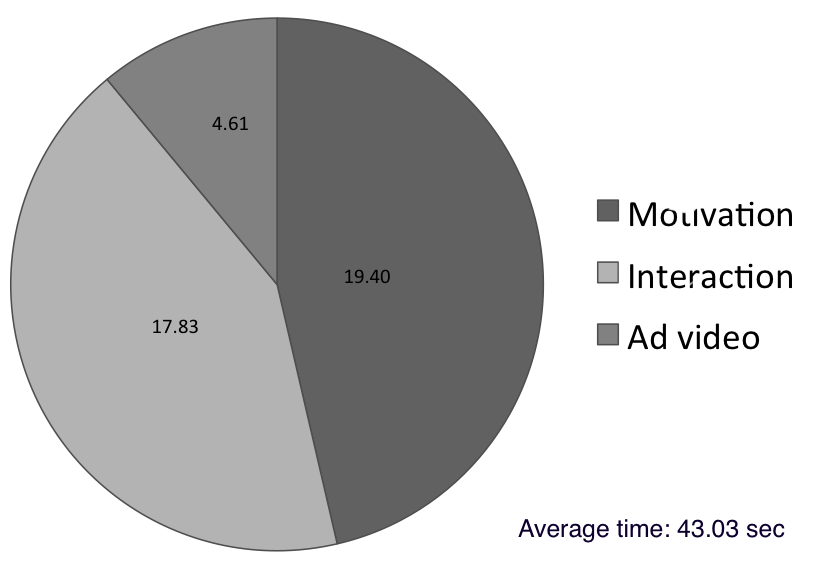 4.61
19.40
17.83
Motivation
Interaction
Ad video
Average time: 43.03 sec